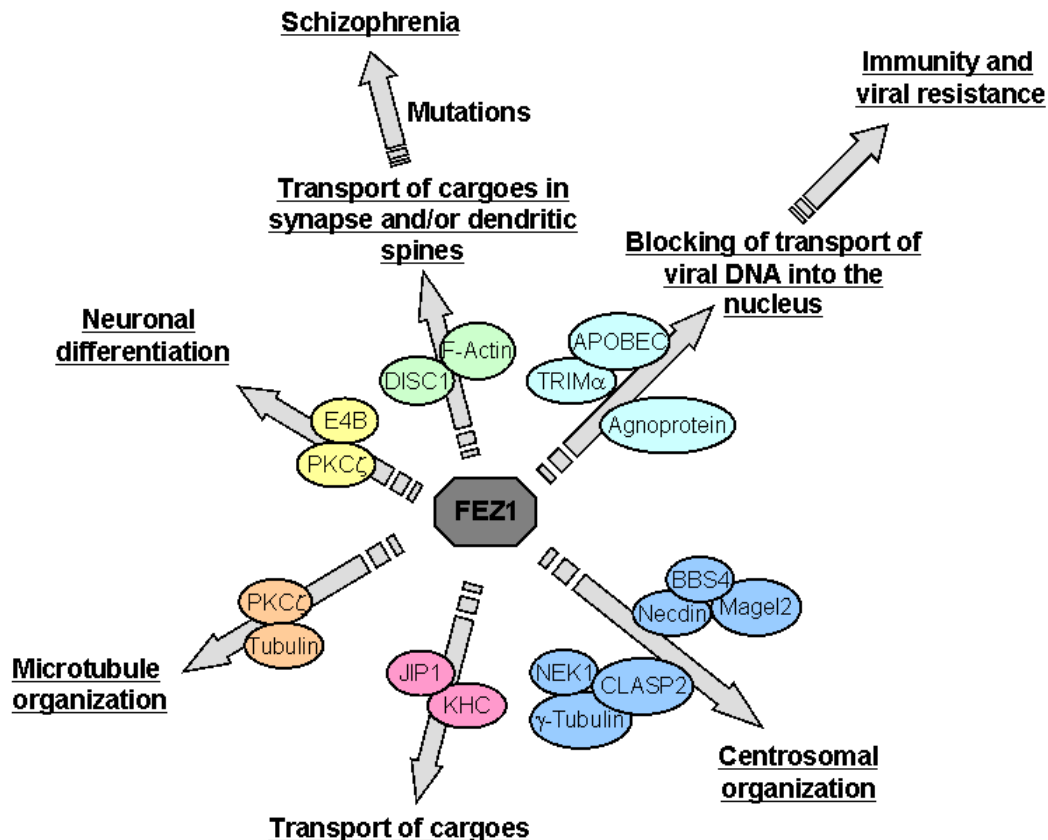 Schizophrenia
Immunity and
viral resistance
Mutations
Transport of cargoes in
synapse and/or dendritic
spines
Blocking of transport of
viral DNA into the
nucleus
Neuronal
differentiation
F-Actin
DISC1
APOBEC
TRIMα
Agnoprotein
E4B
PKCζ
FEZ1
PKCζ
Tubulin
BBS4
Necdin
Magel2
JIP1
KHC
NEK1
CLASP2
γ-Tubulin
Microtubule
organization
Centrosomal
organization
Transport of cargoes